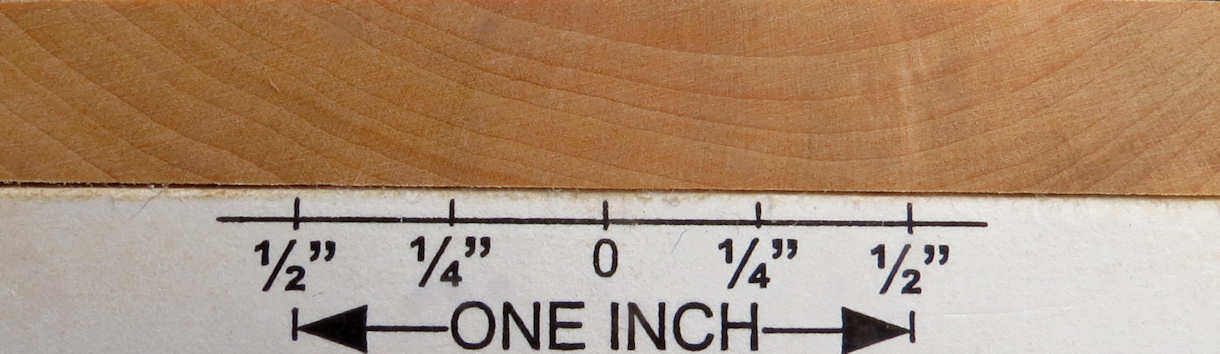 ½” ¼” 0 ¼” ½”
ONE INCH